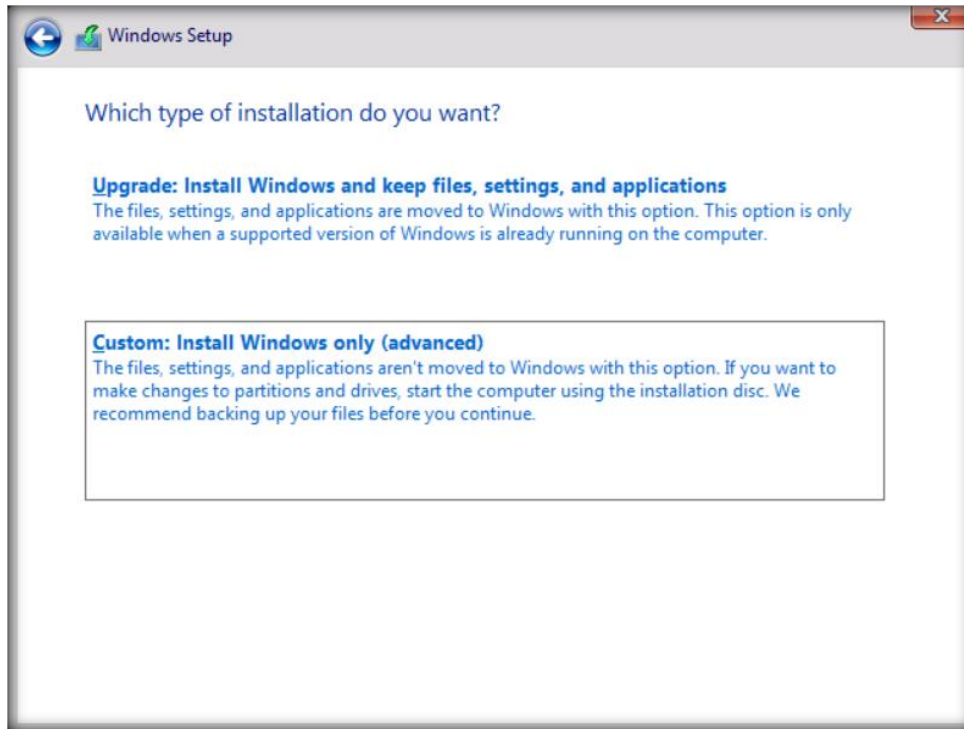 Windows Setup
Which type of installation do you want?
Upgrade: Install Windows and keep files, settings, and applications
The files, settings, and applications are moved to Windows with this option. This option is only
available when a supported version of Windows is already running on the computer.
Custom: Install Windows only (advanced)
The files, settings, and applications aren't moved to Windows with this option. If you want to
make changes to partitions and drives, start the computer using the installation disc. We
recommend backing up your files before you continue.